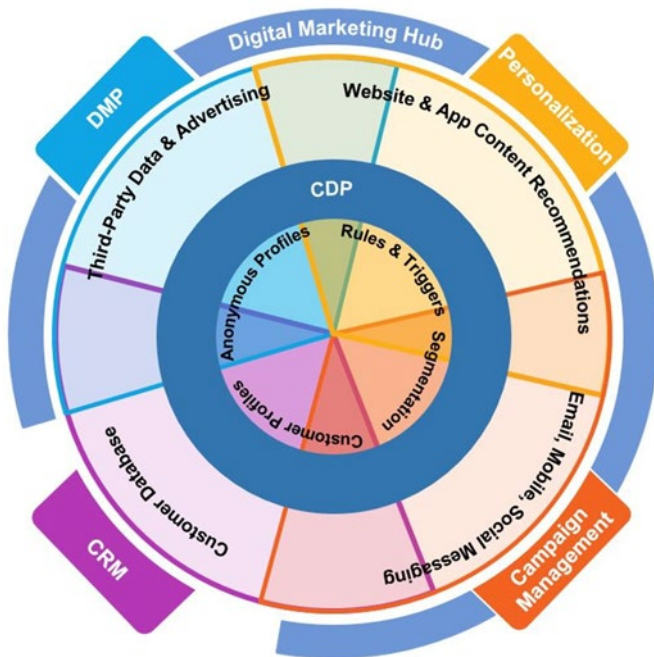 Digital Marketing Hub
DMP
Personalization
Third-Party Data & Advertising
Website & App Content Recommendations
CDP
Anonymous Profiles
Rules & Triggers
Customer Profiles
Segmentation
Customer Database
Email, Mobile, Social Messaging
CRM
Campaign
Management